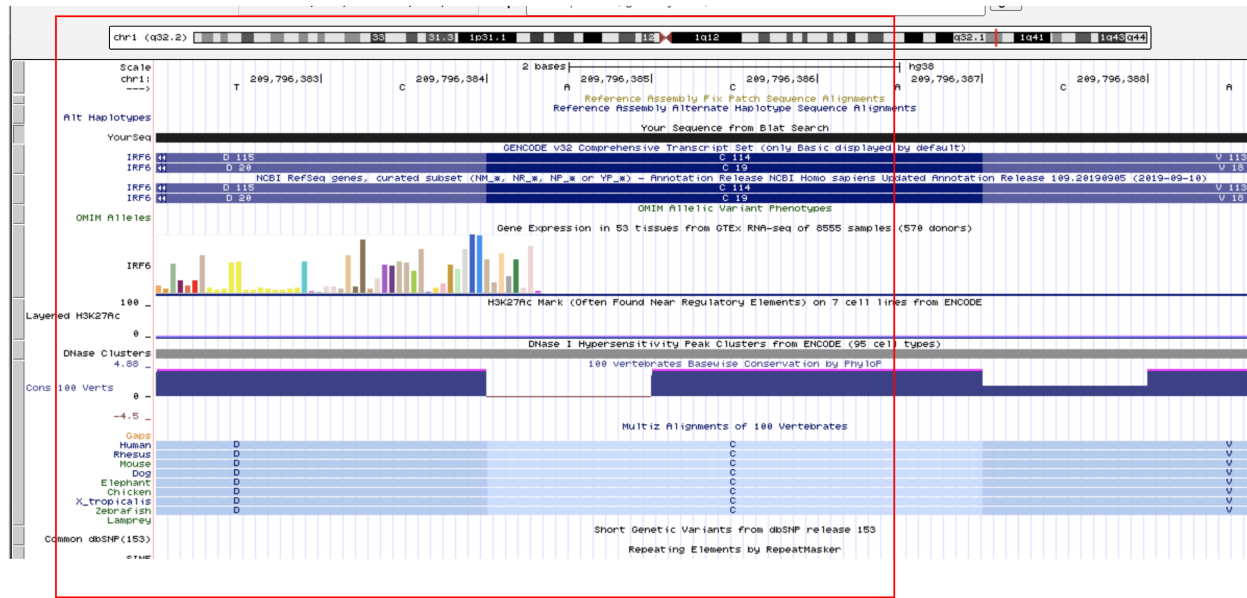 chr1 (q32.2) 33 31.3 1p31.1 12 1q12 q32.1 1q41 1q43 q44
Scale 2 bases hg38
chr1: 209,796,383 209,796,384 209,796,385 209,796,386 209,796,387 209,796,388
---> T C A C A C A
Reference Assembly Fix Patch Sequence Alignments
Reference Assembly Alternate Haplotype Sequence Alignments
Alt Haplotypes
Your Sequence from Blat Search
YourSeq
GENCODE v32 Comprehensive Transcript Set (only Basic displayed by default)
IRF6 D 115 C 114 V 113
IRF6 D 20 C 19 V 18
NCBI RefSeq genes, curated subset (NM_*, NR_*, NP_* or YP_*) - Annotation Release NCBI Homo sapiens Updated Annotation Release 109.20190905 (2019-09-10)
IRF6 D 115 C 114 V 113
IRF6 D 20 C 19 V 18
OMIM Allelic Variant Phenotypes
OMIM Alleles
Gene Expression in 53 tissues from GTEx RNA-seq of 8555 samples (570 donors)
IRF6
H3K27Ac Mark (Often Found Near Regulatory Elements) on 7 cell lines from ENCODE
100 _
Layered H3K27Ac
0 _
DNase I Hypersensitivity Peak Clusters from ENCODE (95 cell types)
DNase Clusters
100 vertebrates Basewise Conservation by PhyloP
4.88 _
Cons 100 Verts
0 _
-4.5 _
Multiz Alignments of 100 Vertebrates
Gaps
Human D C V
Rhesus D C V
Mouse D C V
Dog D C V
Elephant D C V
Chicken D C V
X_tropicalis D C V
Zebrafish D C V
Lamprey
Short Genetic Variants from dbSNP release 153
Common dbSNP(153)
Repeating Elements by RepeatMasker